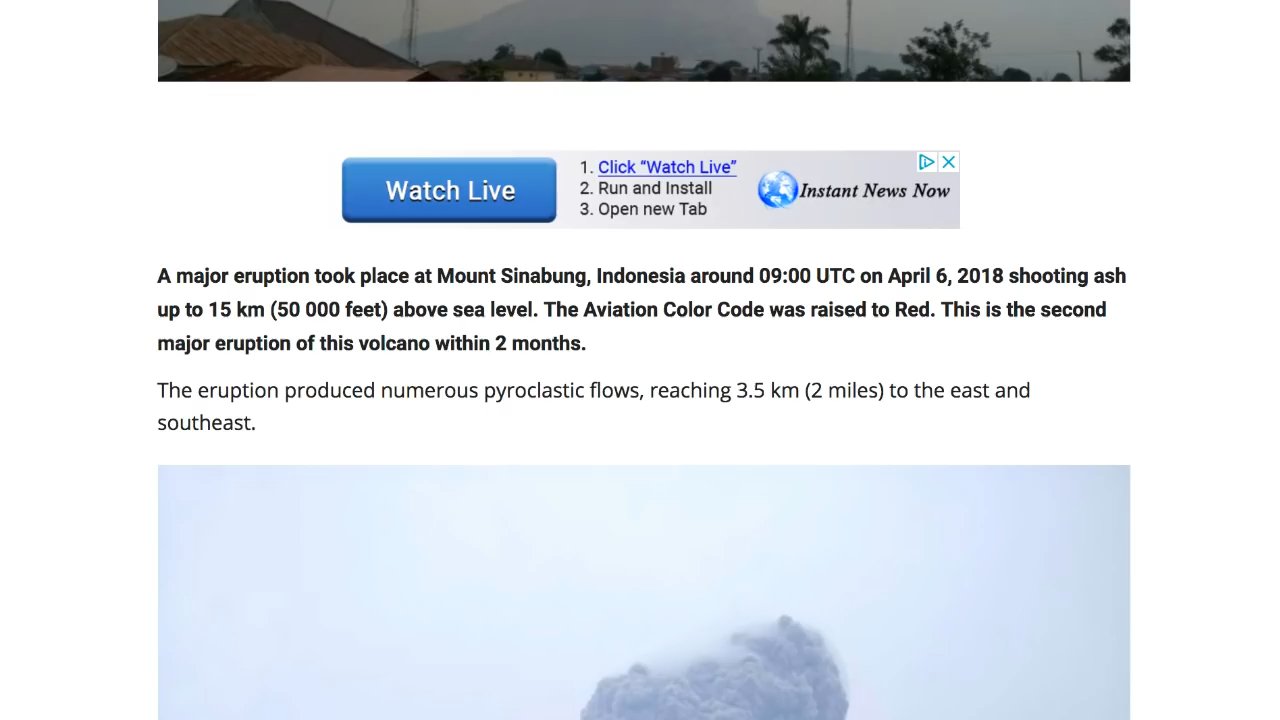 Watch Live
1. Click “Watch Live”
2. Run and Install
3. Open new Tab
Instant News Now
A major eruption took place at Mount Sinabung, Indonesia around 09:00 UTC on April 6, 2018 shooting ash
up to 15 km (50 000 feet) above sea level. The Aviation Color Code was raised to Red. This is the second
major eruption of this volcano within 2 months.
The eruption produced numerous pyroclastic flows, reaching 3.5 km (2 miles) to the east and
southeast.